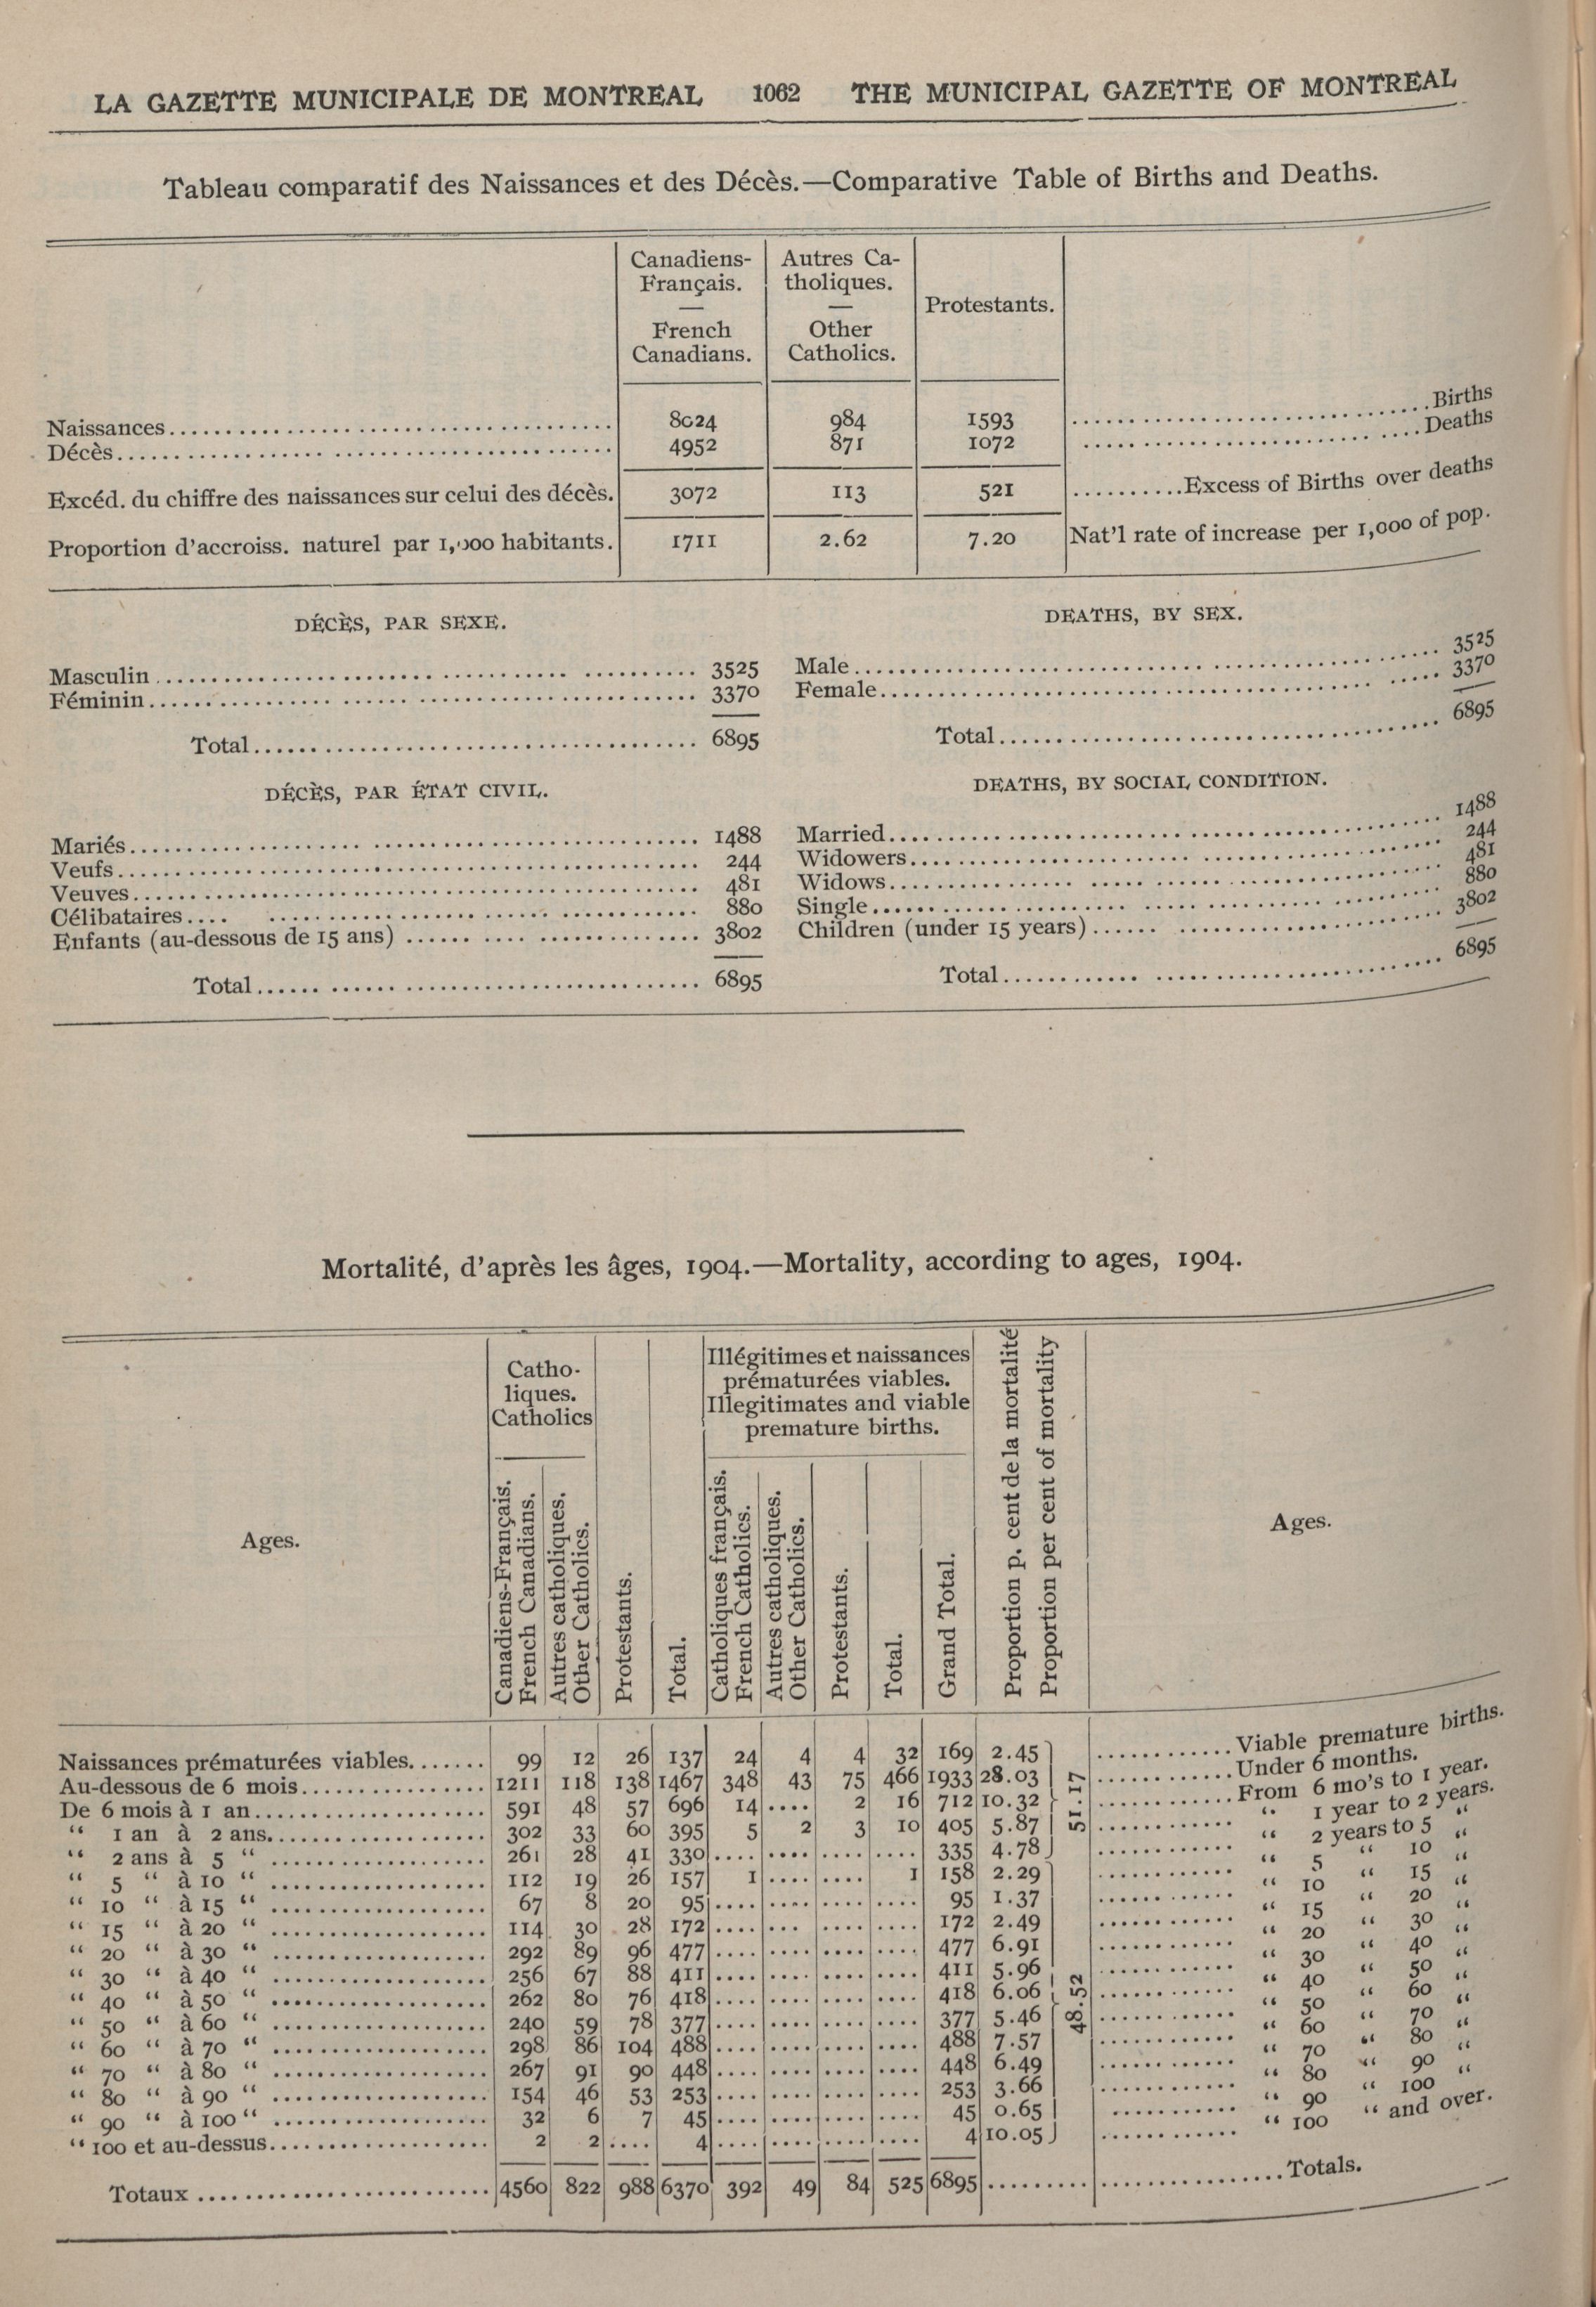 LA GAZETTE MUNICIPALE DE MONTREAL 1062 THE MUNICIPAL GAZETTE OF MONTREAL
Tableau comparatif des Naissances et des Décès.—Comparative Table of Births and Deaths.
Canadiens-Français. — French Canadians. | Autres Catholiques. — Other Catholics. | Protestants.
Naissances 8024 984 1593 Births
Décès 4952 871 1072 Deaths
Excéd. du chiffre des naissances sur celui des décès. 3072 113 521 Excess of Births over deaths
Proportion d'accroiss. naturel par 1,000 habitants. 1711 2.62 7.20 Nat'l rate of increase per 1,000 of pop.
DÉCÈS, PAR SEXE. DEATHS, BY SEX.
Masculin 3525 Male 3525
Féminin 3370 Female 3370
Total 6895 Total 6895
DÉCÈS, PAR ÉTAT CIVIL. DEATHS, BY SOCIAL CONDITION.
Mariés 1488 Married 1488
Veufs 244 Widowers 244
Veuves 481 Widows 481
Célibataires 880 Single 880
Enfants (au-dessous de 15 ans) 3802 Children (under 15 years) 3802
Total 6895 Total 6895
Mortalité, d'après les âges, 1904.—Mortality, according to ages, 1904.
Ages. | Catholiques. Catholics | Illégitimes et naissances prématurées viables. Illegitimates and viable premature births. | Ages.
Canadiens-Français. French Canadians. | Autres catholiques. Other Catholics. | Protestants. | Total. | Catholiques français. French Catholics. | Autres catholiques. Other Catholics. | Protestants. | Total. | Grand Total. | Proportion p. cent de la mortalité Proportion per cent of mortality
Naissances prématurées viables 99 12 26 137 24 4 4 32 169 2.45 Viable premature births.
Au-dessous de 6 mois 1211 118 138 1467 348 43 75 466 1933 28.03 Under 6 months.
De 6 mois à 1 an 591 48 57 696 14 .... 2 16 712 10.32 From 6 mo's to 1 year.
“ 1 an à 2 ans 302 33 60 395 5 2 3 10 405 5.87 “ 1 year to 2 years.
“ 2 ans à 5 “ 261 28 41 330 .... .... .... .... 335 4.78 “ 2 years to 5 “
51.17
“ 5 “ à 10 “ 112 19 26 157 1 .... .... 1 158 2.29 “ 5 “ 10 “
“ 10 “ à 15 “ 67 8 20 95 .... .... .... .... 95 1.37 “ 10 “ 15 “
“ 15 “ à 20 “ 114 30 28 172 .... .... .... .... 172 2.49 “ 15 “ 20 “
“ 20 “ à 30 “ 292 89 96 477 .... .... .... .... 477 6.91 “ 20 “ 30 “
“ 30 “ à 40 “ 256 67 88 411 .... .... .... .... 411 5.96 “ 30 “ 40 “
“ 40 “ à 50 “ 262 80 76 418 .... .... .... .... 418 6.06 “ 40 “ 50 “
“ 50 “ à 60 “ 240 59 78 377 .... .... .... .... 377 5.46 “ 50 “ 60 “
“ 60 “ à 70 “ 298 86 104 488 .... .... .... .... 488 7.57 “ 60 “ 70 “
“ 70 “ à 80 “ 267 91 90 448 .... .... .... .... 448 6.49 “ 70 “ 80 “
“ 80 “ à 90 “ 154 46 53 253 .... .... .... .... 253 3.66 “ 80 “ 90 “
“ 90 “ à 100 “ 32 6 7 45 .... .... .... .... 45 0.65 “ 90 “ 100 “
“ 100 et au-dessus 2 2 .... 4 .... .... .... .... 4 10.05 “ 100 “ and over.
48.52
Totaux 4560 822 988 6370 392 49 84 525 6895 Totals.